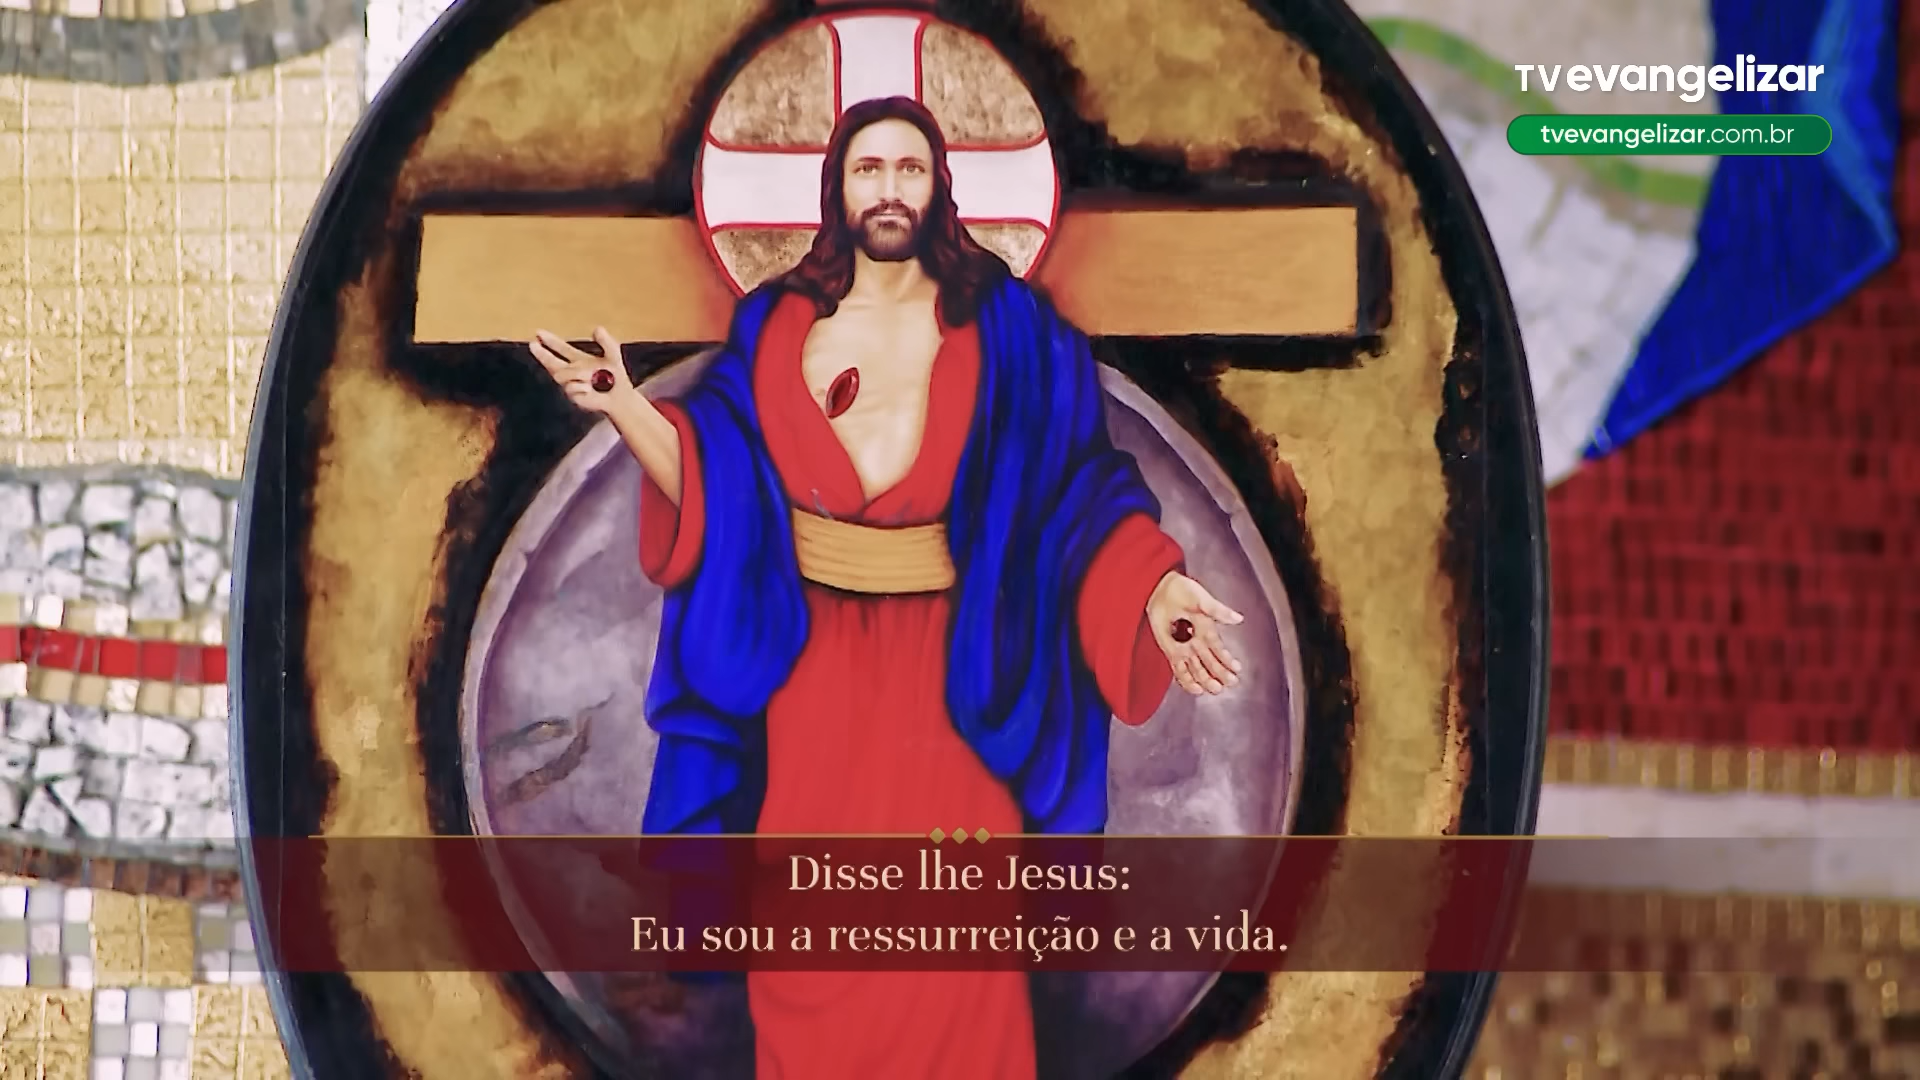 TVevangelizar
tvevangelizar.com.br
Disse lhe Jesus:
Eu sou a ressurreição e a vida.